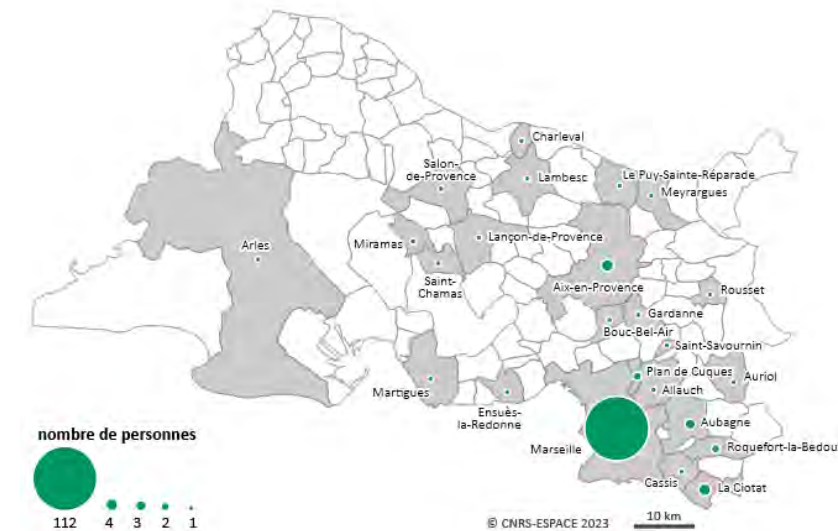 Charleval
Salon-
de-Provence
Lambesc
Le Puy-Sainte-Réparade
Meyrargues
Arles
Miramas
Lançon-de-Provence
Saint-
Chamas
Aix-en-Provence
Rousset
Gardanne
Bouc-Bel-Air
Saint-Savournin
Plan de Cuques
Auriol
Allauch
Martigues
Ensuès-
la-Redonne
Aubagne
Marseille
Roquefort-la-Bedou
Cassis
La Ciotat
nombre de personnes
112 4 3 2 1
© CNRS-ESPACE 2023
10 km